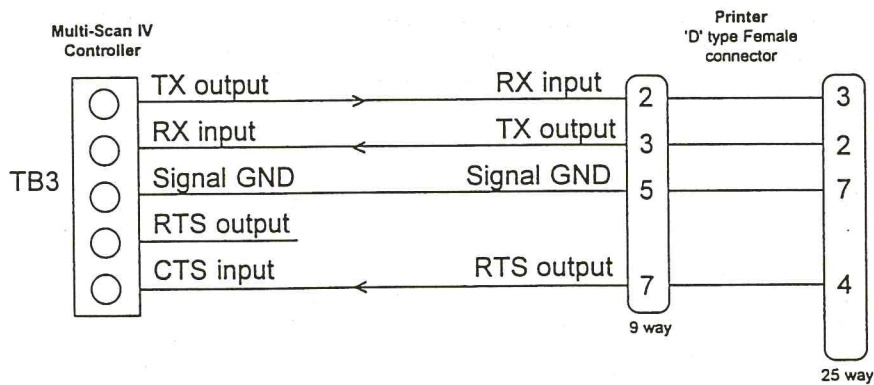 Multi-Scan IV
Controller
Printer
'D' type Female
connector
TX output RX input 2 3
RX input TX output 3 2
TB3 Signal GND Signal GND 5 7
RTS output
CTS input RTS output 7 4
9 way
25 way